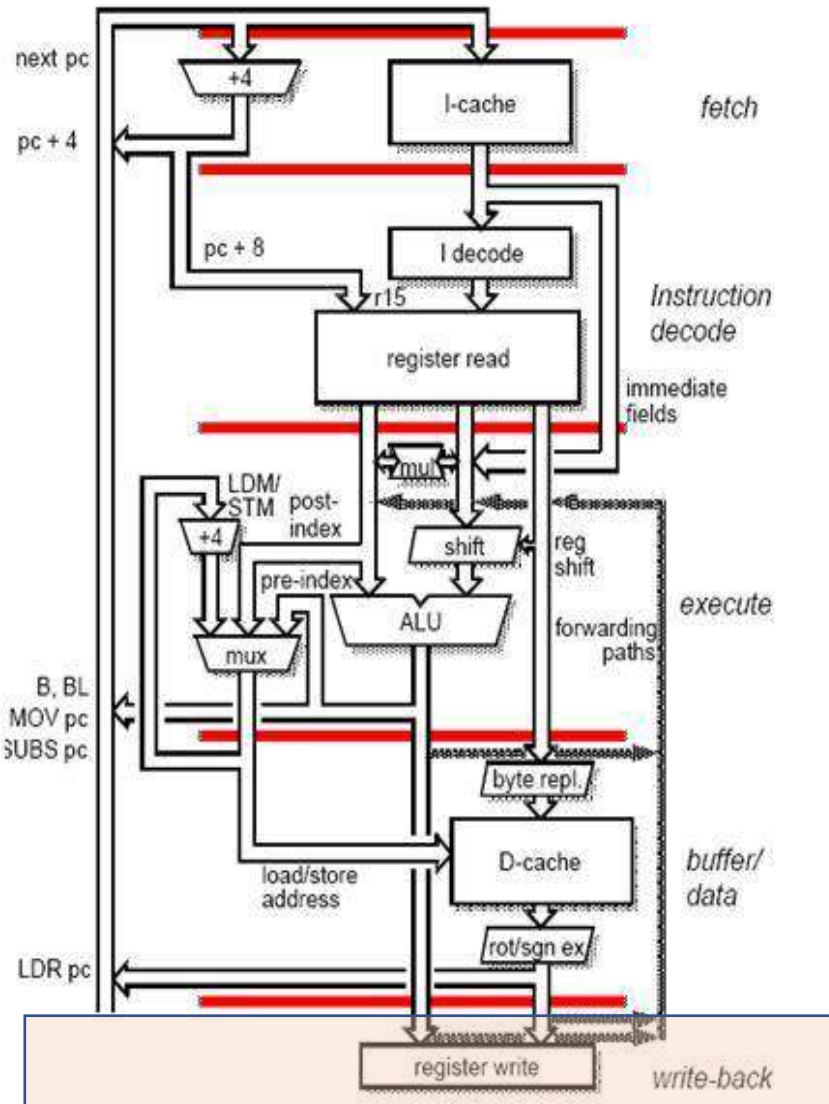 next pc
+4
I-cache
fetch
pc + 4
pc + 8
I decode
r15
Instruction
decode
register read
immediate
fields
mul
LDM/
STM
post-
index
+4
shift
reg
shift
pre-index
ALU
execute
forwarding
paths
mux
B, BL
MOV pc
SUBS pc
byte repl.
D-cache
buffer/
data
load/store
address
rot/sgn ex
LDR pc
register write
write-back